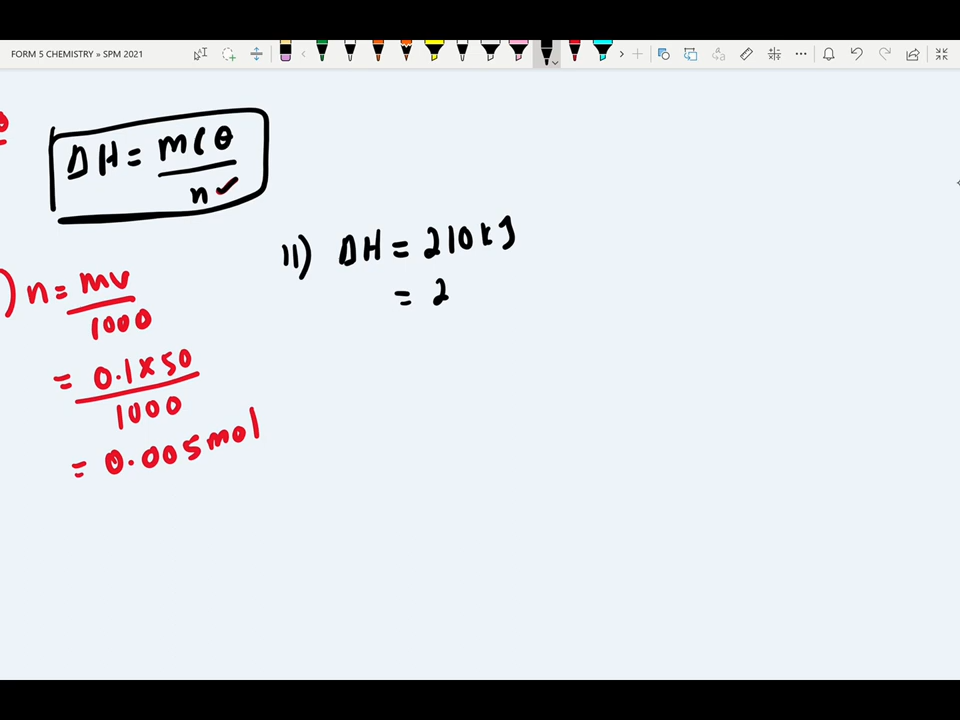 FORM 5 CHEMISTRY » SPM 2021
ΔH = mcθ
n ✓
) n = mv
1000
= 0.1 x 50
1000
= 0.005 mol
11) ΔH = 210 kJ
= 2